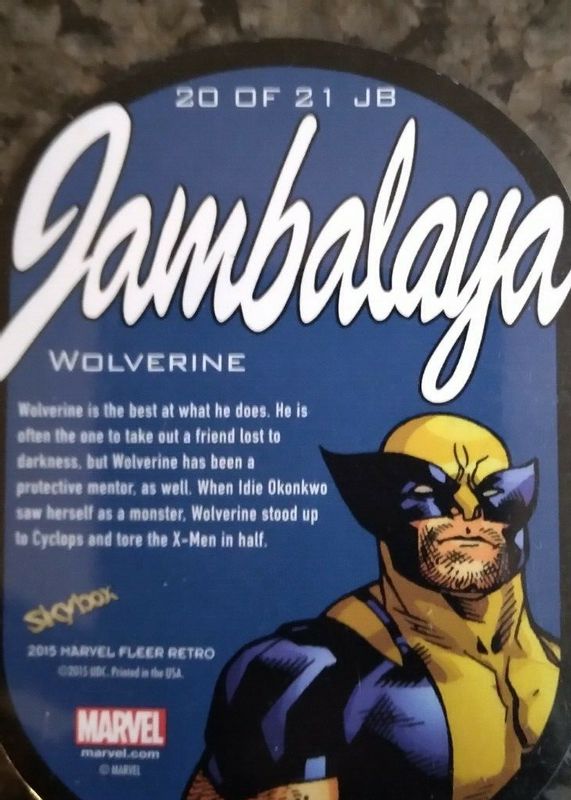 20 OF 21 JB
Jambalaya
WOLVERINE
Wolverine is the best at what he does. He is
often the one to take out a friend lost to
darkness, but Wolverine has been a
protective mentor, as well. When Idie Okonkwo
saw herself as a monster, Wolverine stood up
to Cyclops and tore the X-Men in half.
skybox
2015 MARVEL FLEER RETRO
©2015 UDC. Printed in the USA.
MARVEL
marvel.com
© MARVEL